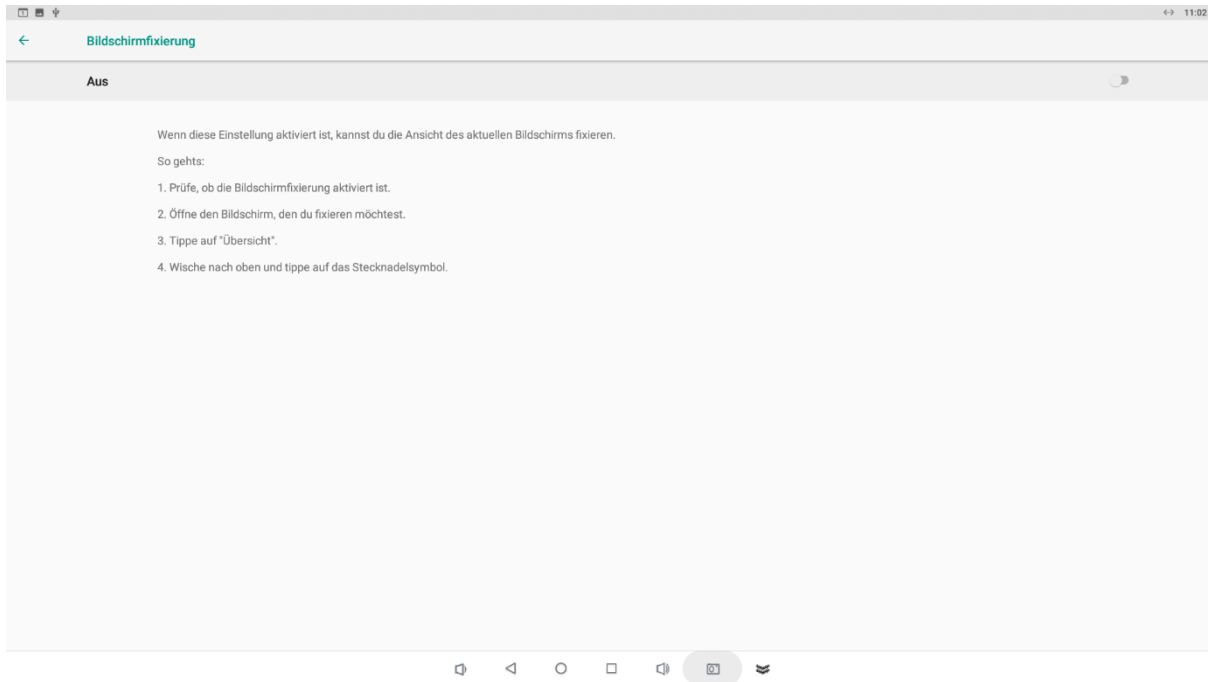 11:02
Bildschirmfixierung
Aus
Wenn diese Einstellung aktiviert ist, kannst du die Ansicht des aktuellen Bildschirms fixieren.
So gehts:
1. Prüfe, ob die Bildschirmfixierung aktiviert ist.
2. Öffne den Bildschirm, den du fixieren möchtest.
3. Tippe auf "Übersicht".
4. Wische nach oben und tippe auf das Stecknadelsymbol.